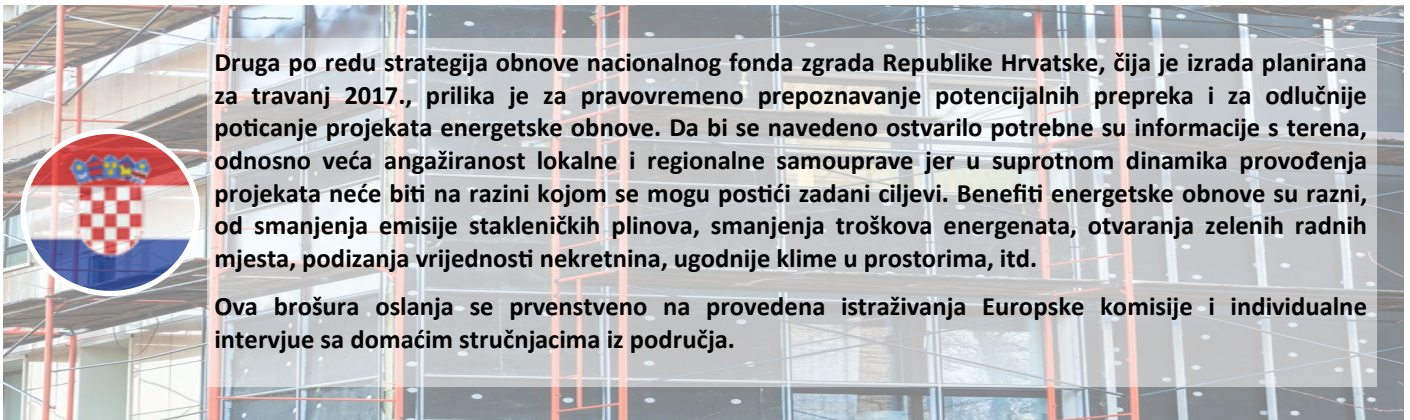 Druga po redu strategija obnove nacionalnog fonda zgrada Republike Hrvatske, čija je izrada planirana
za travanj 2017., prilika je za pravovremeno prepoznavanje potencijalnih prepreka i za odlučnije
poticanje projekata energetske obnove. Da bi se navedeno ostvarilo potrebne su informacije s terena,
odnosno veća angažiranost lokalne i regionalne samouprave jer u suprotnom dinamika provođenja
projekata neće biti na razini kojom se mogu postići zadani ciljevi. Benefiti energetske obnove su razni,
od smanjenja emisije stakleničkih plinova, smanjenja troškova energenata, otvaranja zelenih radnih
mjesta, podizanja vrijednosti nekretnina, ugodnije klime u prostorima, itd.
Ova brošura oslanja se prvenstveno na provedena istraživanja Europske komisije i individualne
intervjue sa domaćim stručnjacima iz područja.